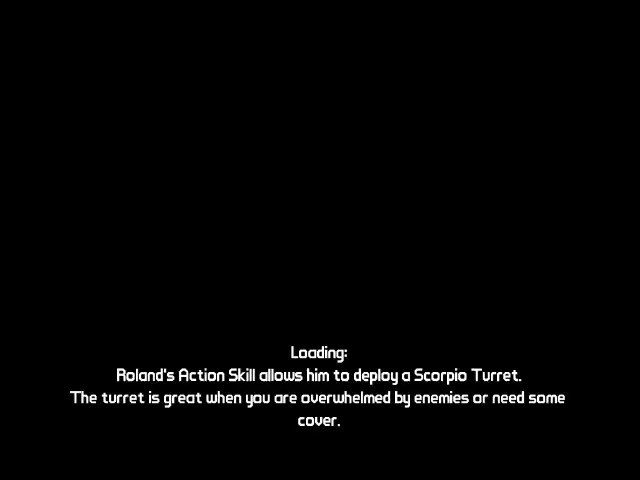 Loading:
Roland's Action Skill allows him to deploy a Scorpio Turret.
The turret is great when you are overwhelmed by enemies or need some
cover.